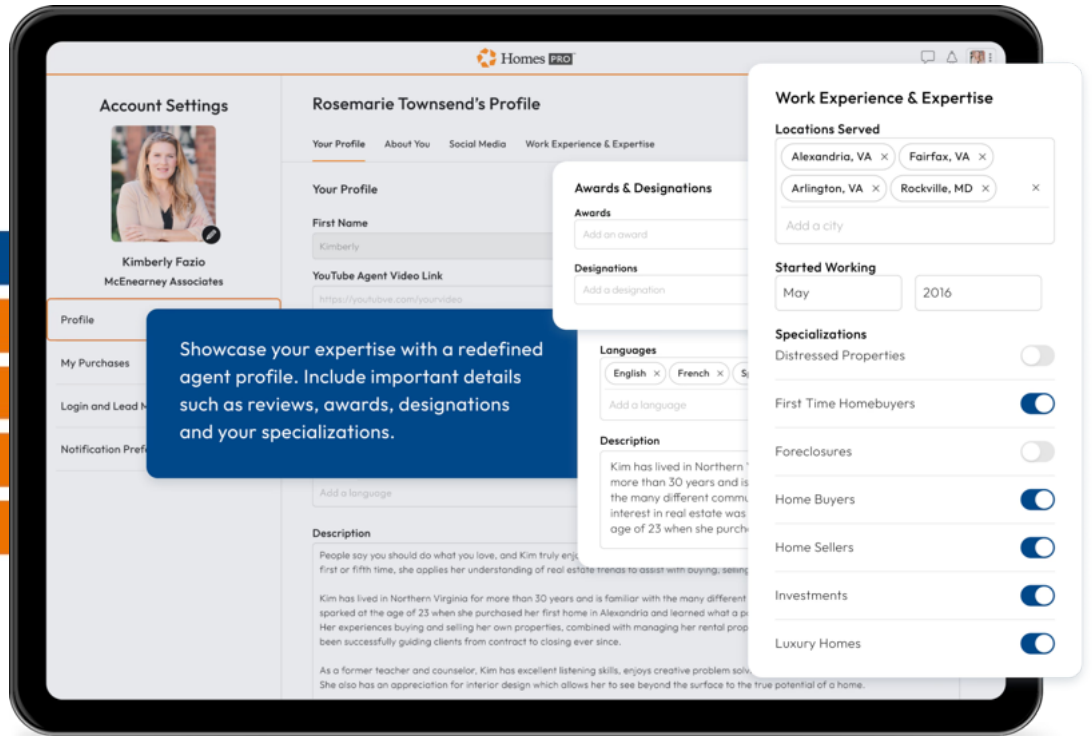 Homes PRO
Account Settings
Kimberly Fazio
McEnearney Associates
Profile
My Purchases
Login and Lead
Notification
Rosemarie Townsend's Profile
Your Profile About You Social Media Work Experience & Expertise
Your Profile
First Name
Kimberly
YouTube Agent Video Link
https://youtupve.com/yourvideo
Showcase your expertise with a redefined
agent profile. Include important details
such as reviews, awards, designations
and your specializations.
Add a language
Description
People say you should do what you love, and Kim truly
first or fifth time, she applies her understanding of real estate trends to assist with buying, selling
Kim has lived in Northern Virginia for more than 30 years and is familiar with the many different
sparked at the age of 23 when she purchased her first home in Alexandria and learned what a
Her experiences buying and selling her own properties, combined with managing her rental
been successfully guiding clients from contract to closing ever since.
As a former teacher and counselor, Kim has excellent listening skills, enjoys creative problem
She also has an appreciation for interior design which allows her to see beyond the surface to the true potential of a home.
Awards & Designations
Awards
Add an award
Designations
Add a designation
Languages
English × French ×
Add a language
Description
Kim has lived in Northern
more than 30 years and is
the many different
interest in real estate was
age of 23 when she
Work Experience & Expertise
Locations Served
Alexandria, VA × Fairfax, VA ×
Arlington, VA × Rockville, MD × ×
Add a city
Started Working
May 2016
Specializations
Distressed Properties
First Time Homebuyers
Foreclosures
Home Buyers
Home Sellers
Investments
Luxury Homes